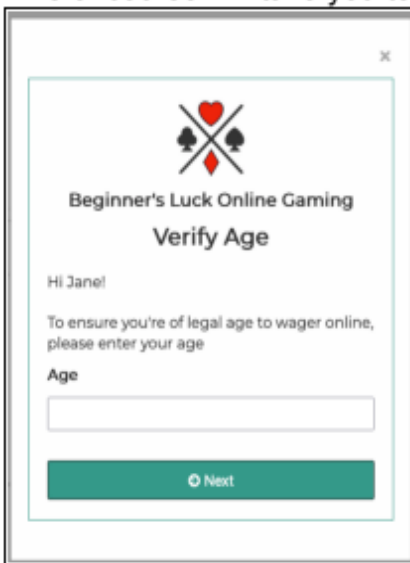 ×
Beginner's Luck Online Gaming
Verify Age
Hi Jane!
To ensure you're of legal age to wager online,
please enter your age
Age
Next